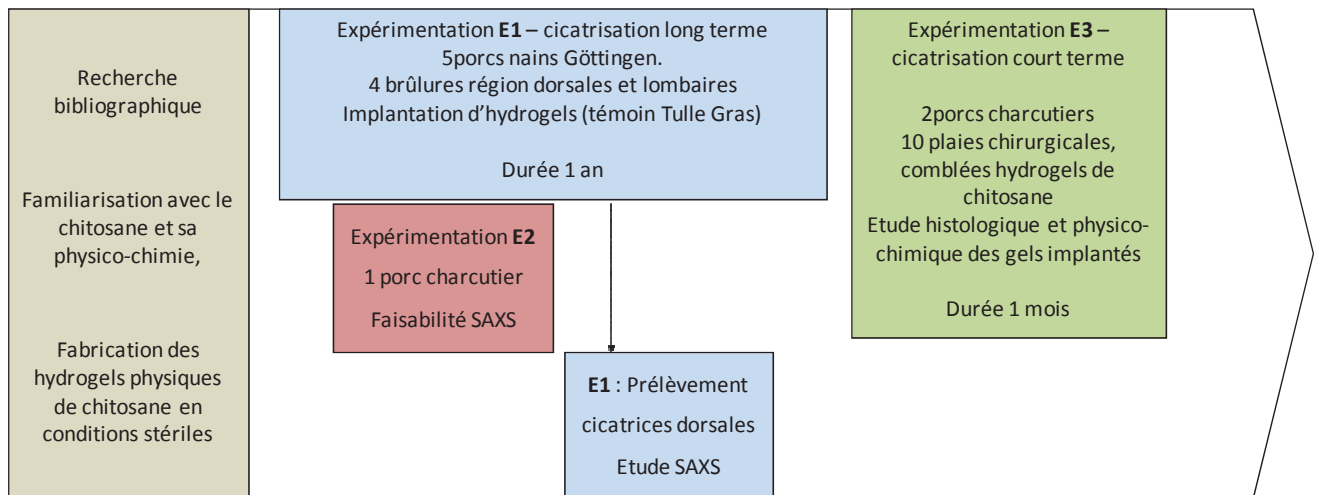 Recherche
bibliographique
Familiarisation avec le
chitosane et sa
physico-chimie,
Fabrication des
hydrogels physiques
de chitosane en
conditions stériles
Expérimentation E1 – cicatrisation long terme
5porcs nains Göttingen.
4 brûlures région dorsales et lombaires
Implantation d'hydrogels (témoin Tulle Gras)
Durée 1 an
Expérimentation E2
1 porc charcutier
Faisabilité SAXS
E1 : Prélèvement
cicatrices dorsales
Etude SAXS
Expérimentation E3 –
cicatrisation court terme
2porcs charcutiers
10 plaies chirurgicales,
comblées hydrogels de
chitosane
Etude histologique et physico-
chimique des gels implantés
Durée 1 mois